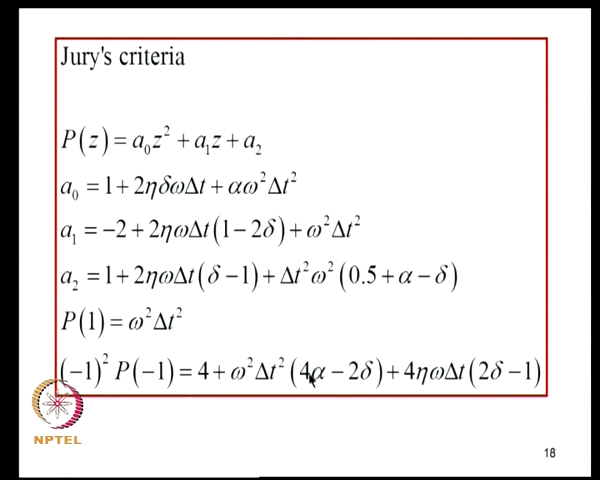 Jury's criteria
P(z) = a₀z² + a₁z + a₂
a₀ = 1 + 2ηδωΔt + αω²Δt²
a₁ = −2 + 2ηωΔt(1 − 2δ) + ω²Δt²
a₂ = 1 + 2ηωΔt(δ − 1) + Δt²ω²(0.5 + α − δ)
P(1) = ω²Δt²
(−1)² P(−1) = 4 + ω²Δt²(4α − 2δ) + 4ηωΔt(2δ − 1)
NPTEL
18